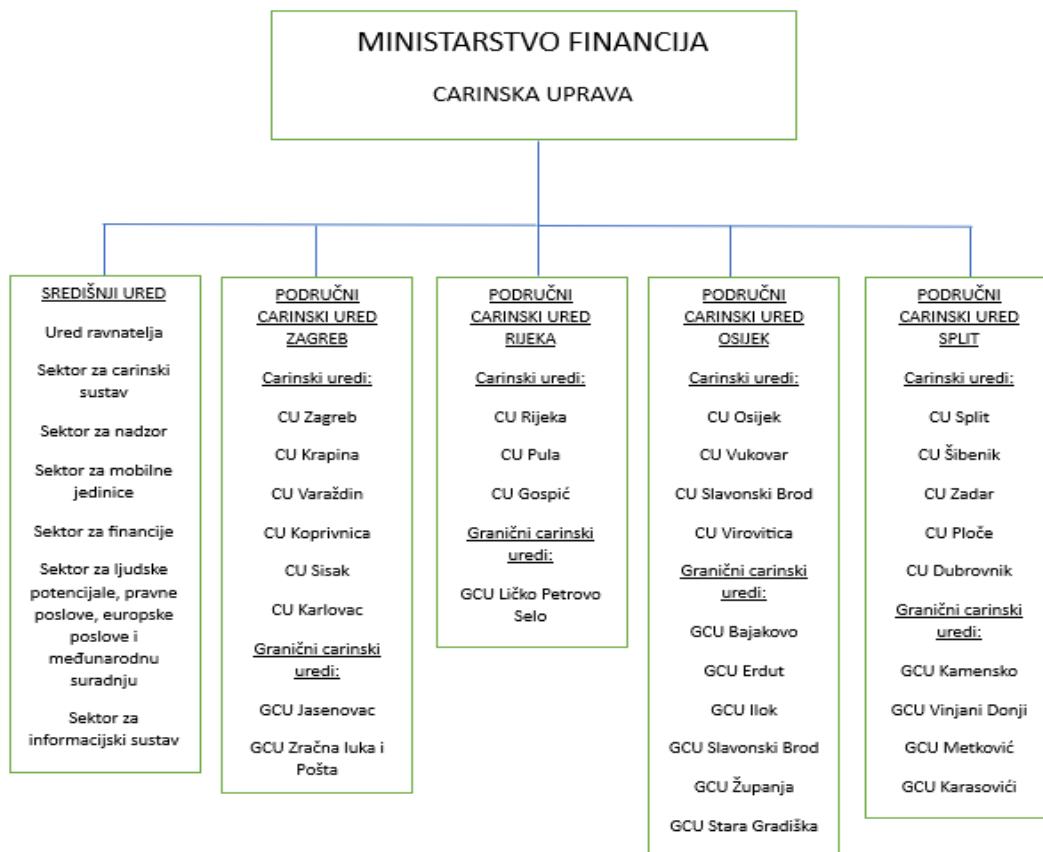 MINISTARSTVO FINANCIJA
CARINSKA UPRAVA
SREDIŠNJI URED
Ured ravnatelja
Sektor za carinski
sustav
Sektor za nadzor
Sektor za mobilne
jedinice
Sektor za financije
Sektor za ljudske
potencijale, pravne
poslove, europske
poslove i
međunarodnu
suradnju
Sektor za
informacijski sustav
PODRUČNI
CARINSKI URED
ZAGREB
Carinski uredi:
CU Zagreb
CU Krapina
CU Varaždin
CU Koprivnica
CU Sisak
CU Karlovac
Granični carinski
uredi:
GCU Jasenovac
GCU Zračna luka i
Pošta
PODRUČNI
CARINSKI URED
RIJEKA
Carinski uredi:
CU Rijeka
CU Pula
CU Gospić
Granični carinski
uredi:
GCU Ličko Petrovo
Selo
PODRUČNI
CARINSKI URED
OSIJEK
Carinski uredi:
CU Osijek
CU Vukovar
CU Slavonski Brod
CU Virovitica
Granični carinski
uredi:
GCU Bajakovo
GCU Erdut
GCU Ilok
GCU Slavonski Brod
GCU Županja
GCU Stara Gradiška
PODRUČNI
CARINSKI URED
SPLIT
Carinski uredi:
CU Split
CU Šibenik
CU Zadar
CU Ploče
CU Dubrovnik
Granični carinski
uredi:
GCU Kamensko
GCU Vinjani Donji
GCU Metković
GCU Karasovići